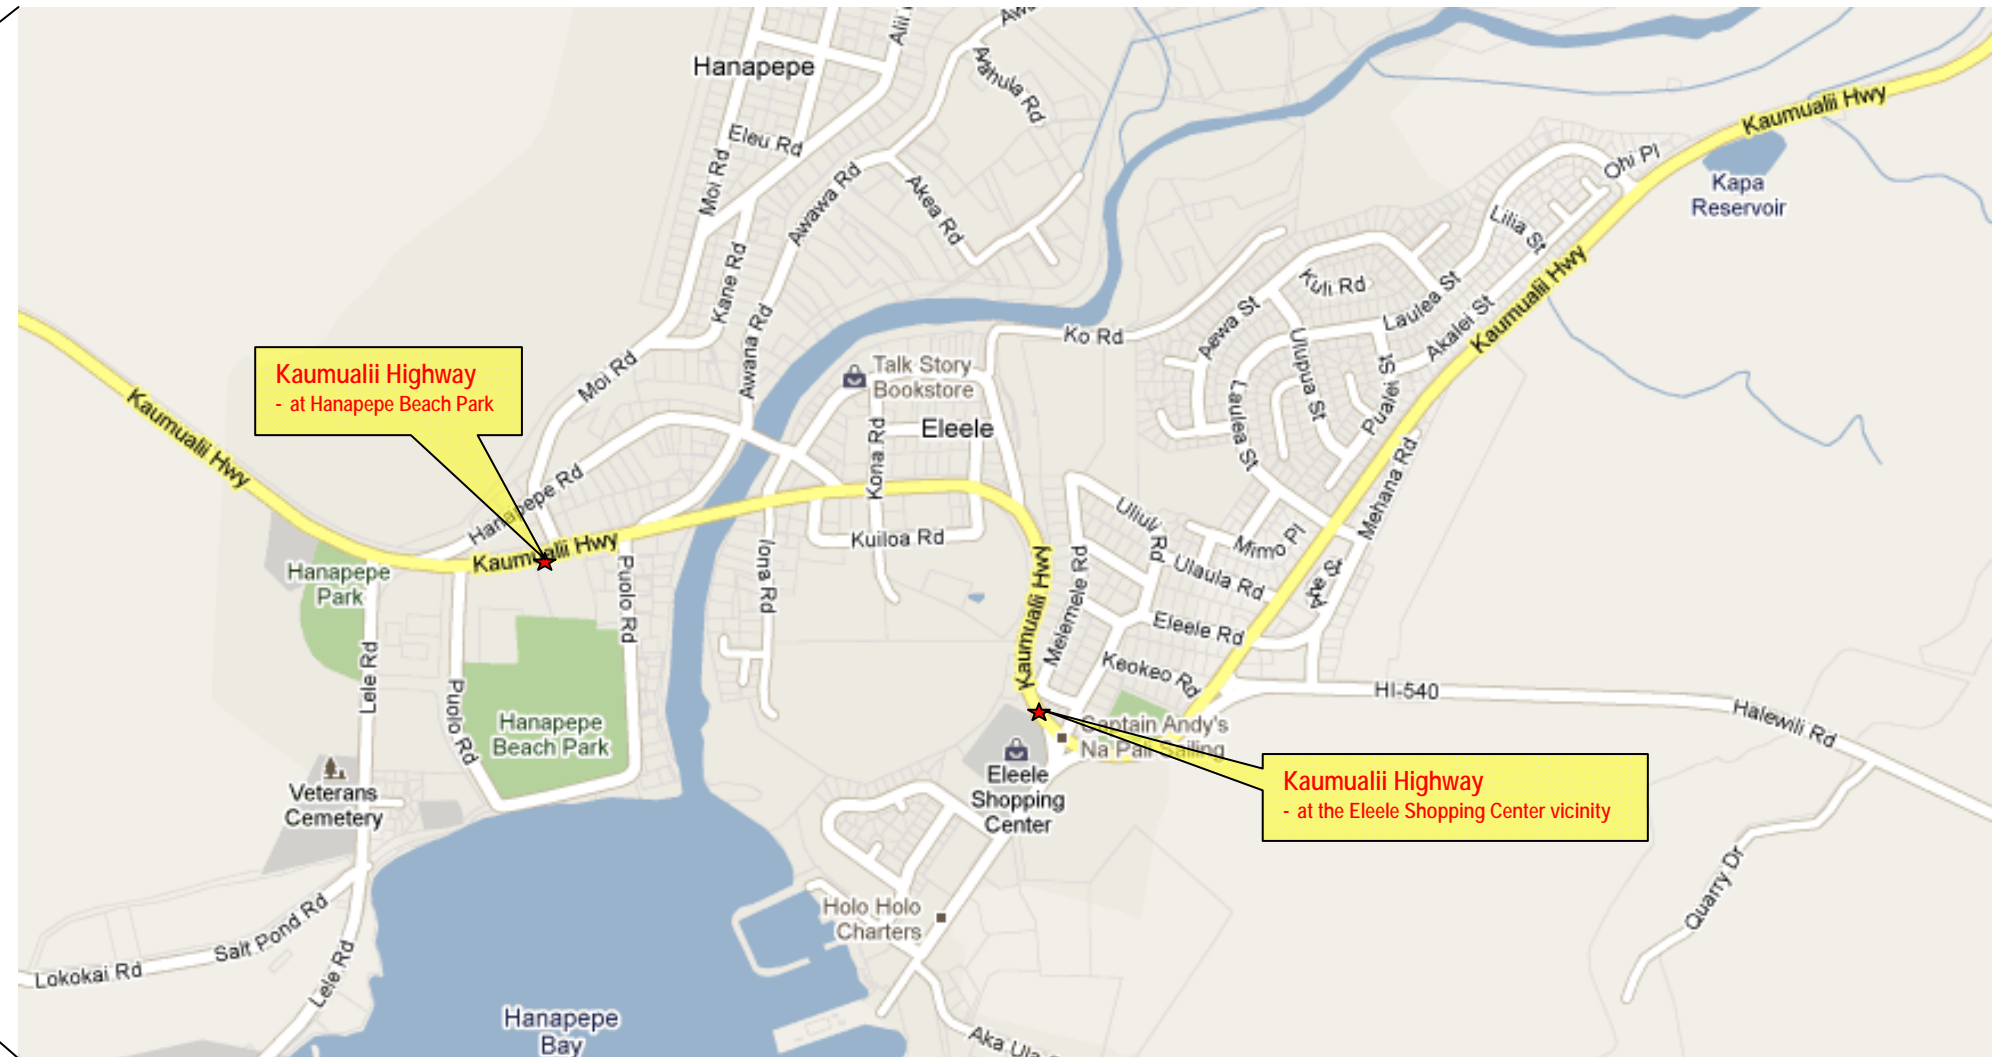 Hanapepe
Alii
Awahula Rd
Eleu Rd
Moi Rd
Awawa Rd
Akea Rd
Kane Rd
Awana Rd
Moi Rd
Ohi Pl
Kaumualii Hwy
Kapa
Reservoir
Lilia St
Kuli Rd
Laulea St
Akalei St
Kaumualii Hwy
Aewa St
Ulupua St
Pualei St
Laulea St
Mehana Rd
Ko Rd
Talk Story
Bookstore
Eleele
Kona Rd
Kaumualii Highway
- at Hanapepe Beach Park
Kaumualii Hwy
Hanapepe Rd
Kaumualii Hwy
Kuiloa Rd
Iona Rd
Puolo Rd
Hanapepe
Park
Lele Rd
Puolo Rd
Hanapepe
Beach Park
Kaumualii Hwy
Melemele Rd
Uliuli Rd
Mimo Pl
Ulaula Rd
Eleele Rd
Keokeo Rd
HI-540
Halewili Rd
Captain Andy's
Na Pali Sailing
Eleele
Shopping
Center
Kaumualii Highway
- at the Eleele Shopping Center vicinity
Veterans
Cemetery
Quarry Dr
Holo Holo
Charters
Salt Pond Rd
Lokokai Rd
Lele Rd
Hanapepe
Bay
Aka Ula